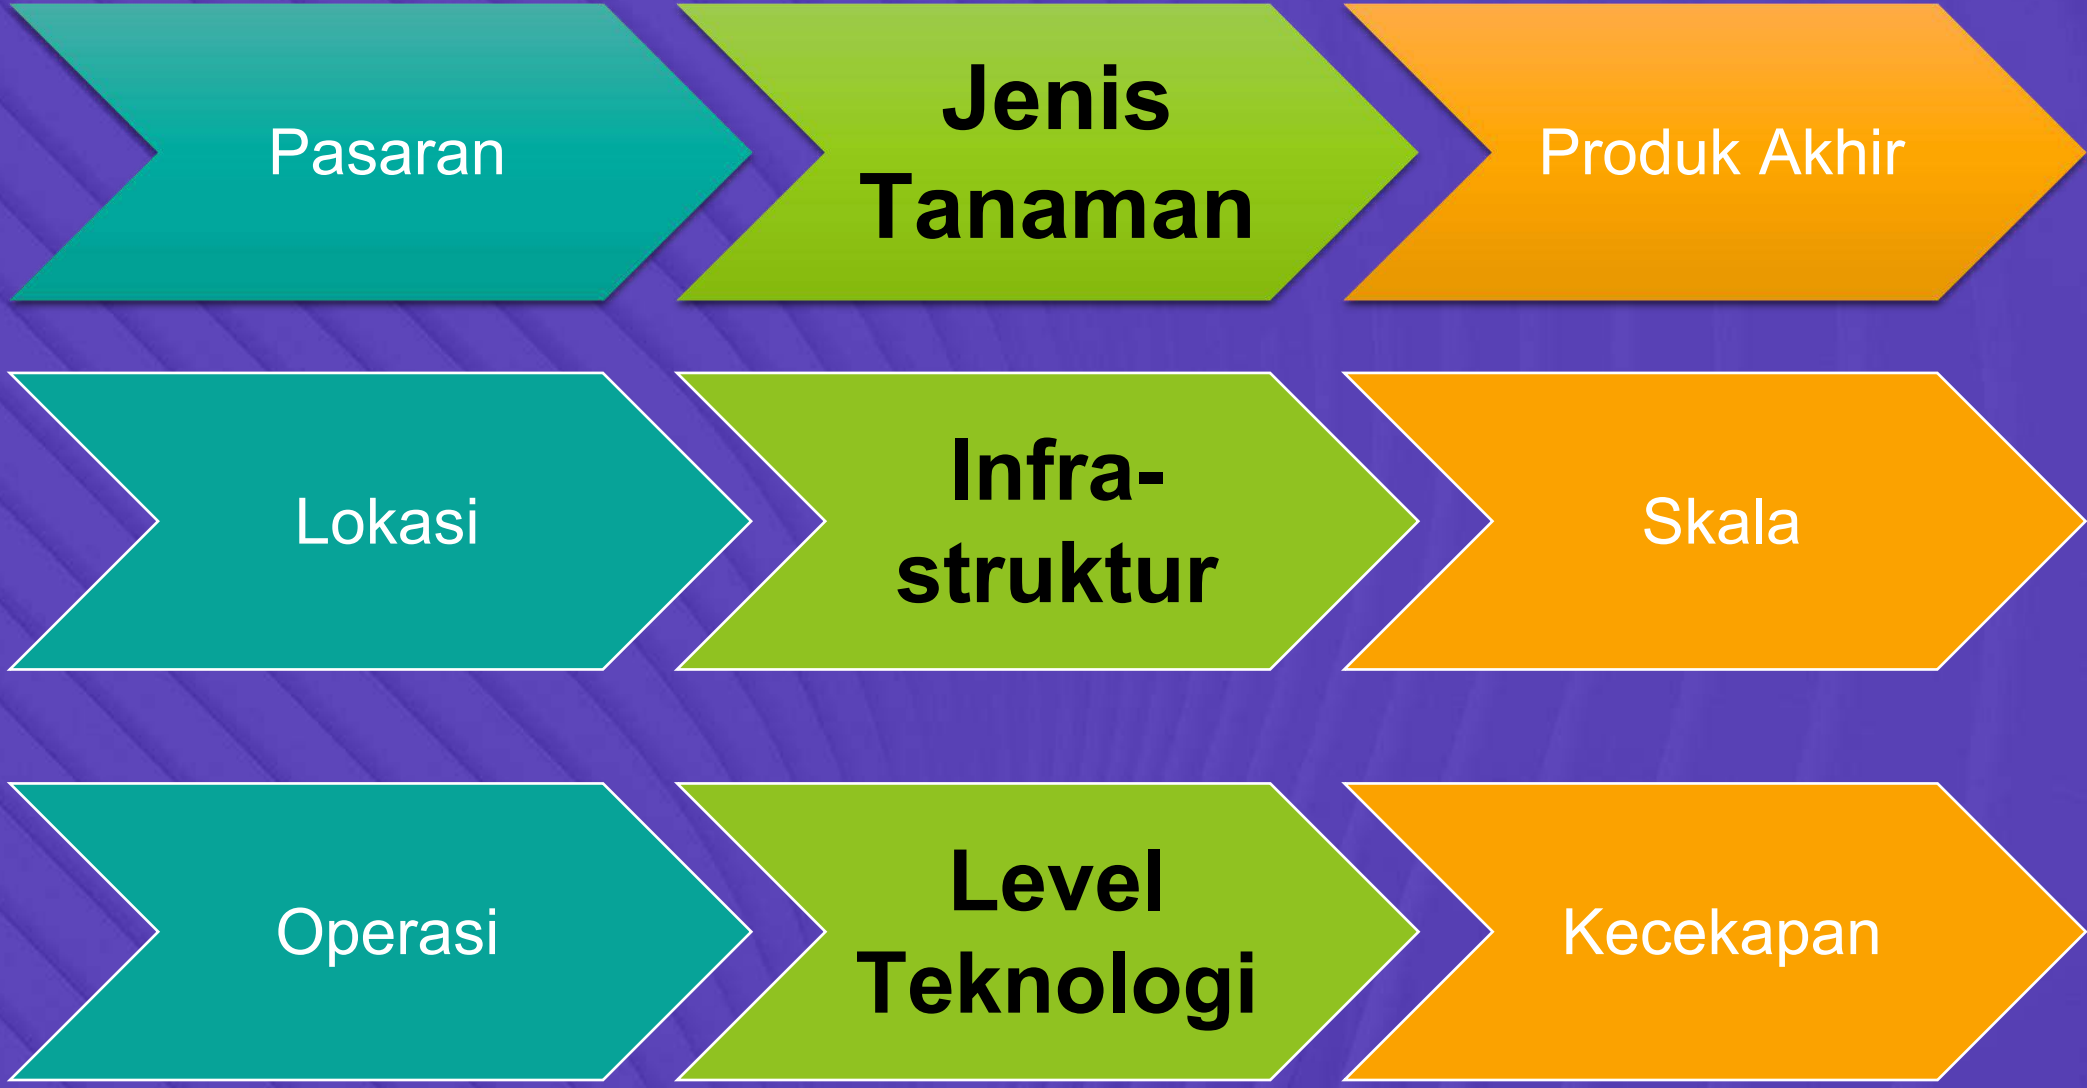 Pasaran
Jenis
Tanaman
Produk Akhir
Lokasi
Infra-
struktur
Skala
Operasi
Level
Teknologi
Kecekapan